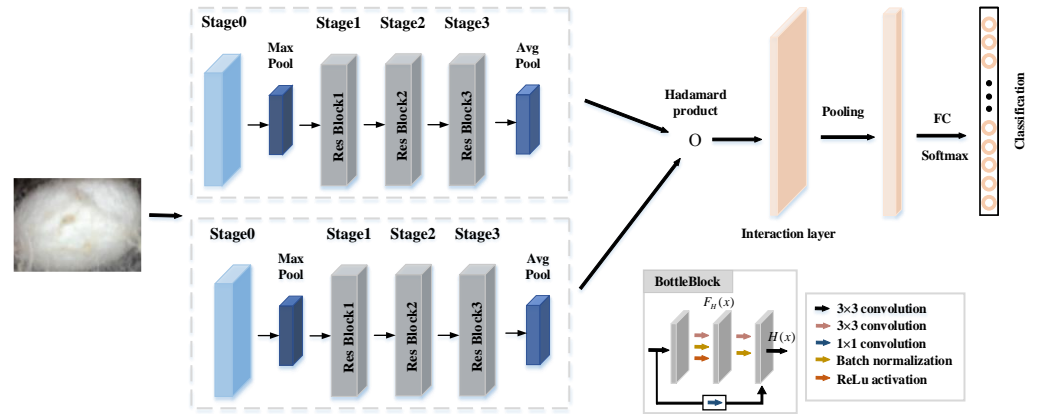 Stage0
Stage1
Stage2
Stage3
Max
Pool
Avg
Pool
Res Block1
Res Block2
Res Block3
Stage0
Stage1
Stage2
Stage3
Max
Pool
Avg
Pool
Res Block1
Res Block2
Res Block3
Hadamard
product
O
Interaction layer
Pooling
FC
Softmax
Classification
BottleBlock
F_H(x)
H(x)
3×3 convolution
3×3 convolution
1×1 convolution
Batch normalization
ReLu activation